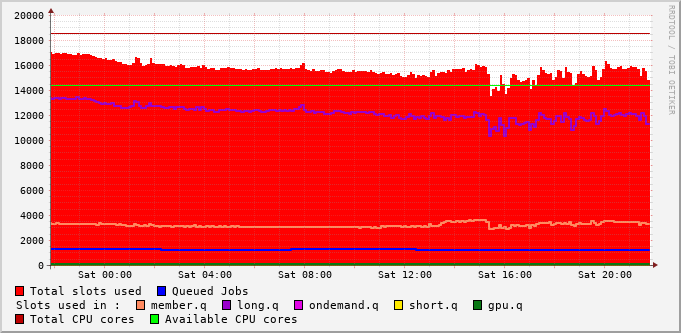 20000
18000
16000
14000
12000
10000
8000
6000
4000
2000
0
Sat 00:00 Sat 04:00 Sat 08:00 Sat 12:00 Sat 16:00 Sat 20:00
Total slots used Queued Jobs
Slots used in : member.q long.q ondemand.q short.q gpu.q
Total CPU cores Available CPU cores
RRDTOOL / TOBI OETIKER